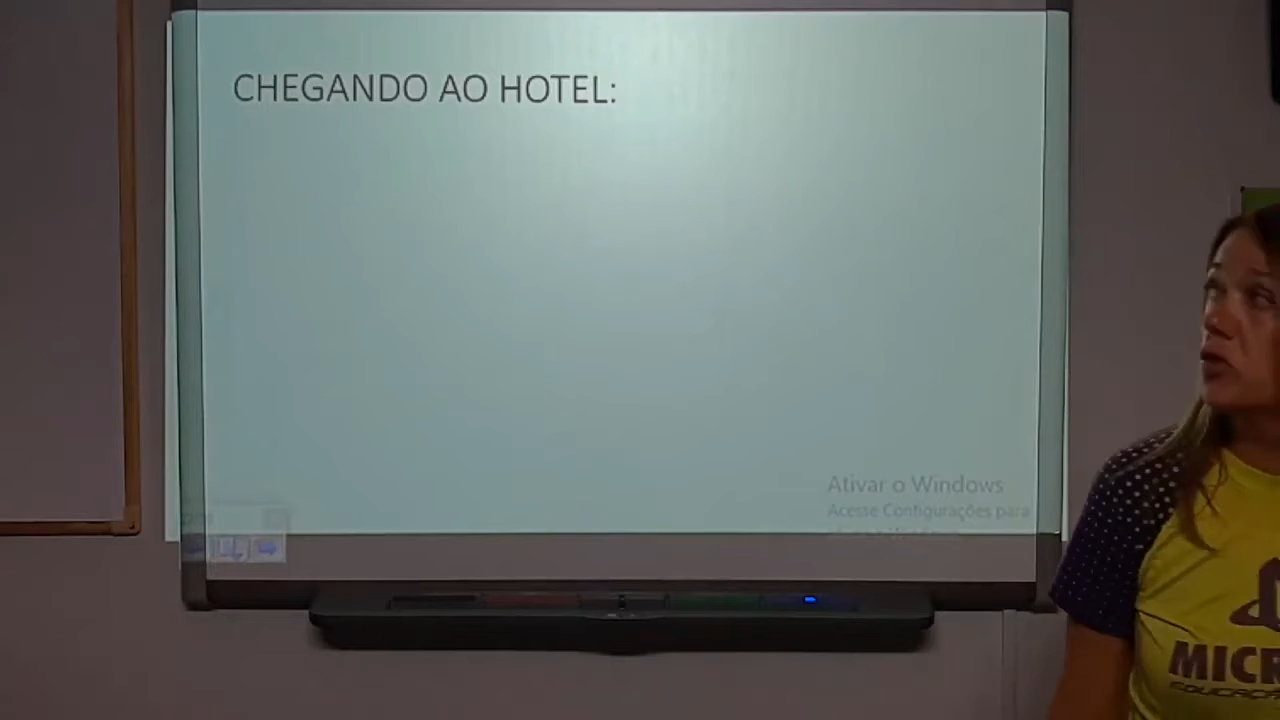 CHEGANDO AO HOTEL:
Ativar o Windows
Acesse Configurações para
MICR